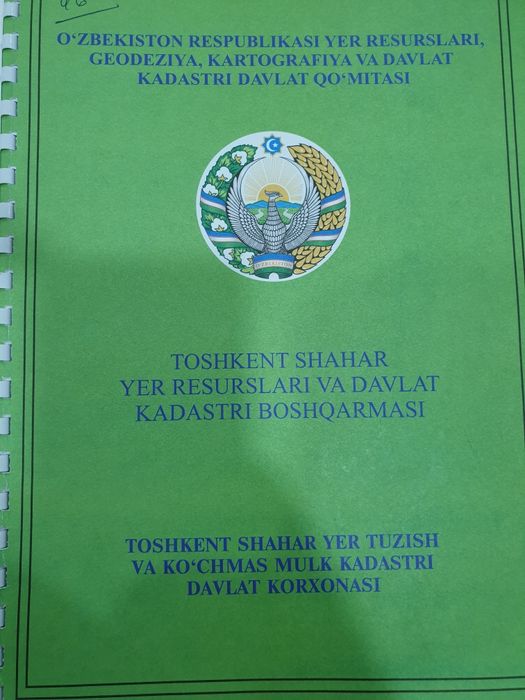 O‘ZBEKISTON RESPUBLIKASI YER RESURSLARI,
GEODEZIYA, KARTOGRAFIYA VA DAVLAT
KADASTRI DAVLAT QO‘MITASI
TOSHKENT SHAHAR
YER RESURSLARI VA DAVLAT
KADASTRI BOSHQARMASI
TOSHKENT SHAHAR YER TUZISH
VA KO‘CHMAS MULK KADASTRI
DAVLAT KORXONASI